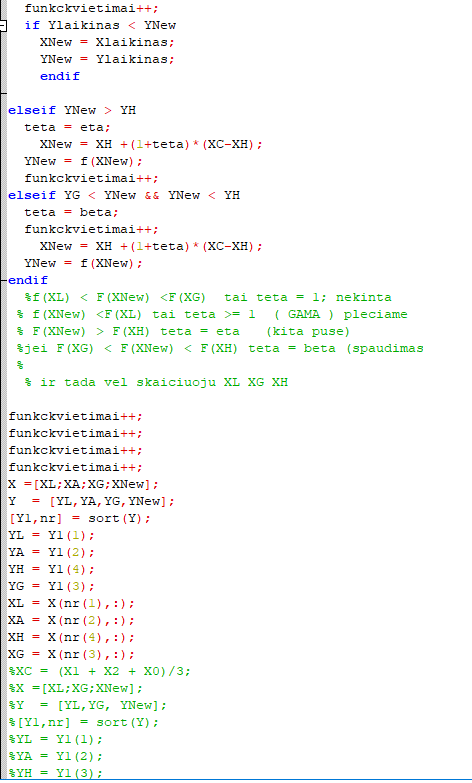 funkckvietimai++;
if Ylaikinas < YNew
XNew = Xlaikinas;
YNew = Ylaikinas;
endif
elseif YNew > YH
teta = eta;
XNew = XH +(1+teta)*(XC-XH);
YNew = f(XNew);
funkckvietimai++;
elseif YG < YNew && YNew < YH
teta = beta;
funkckvietimai++;
XNew = XH +(1+teta)*(XC-XH);
YNew = f(XNew);
endif
%f(XL) < F(XNew) <F(XG)  tai teta = 1; nekinta
% f(XNew) <F(XL) tai teta >= 1  ( GAMA ) pleciame
% F(XNew) > F(XH) teta = eta   (kita puse)
%jei F(XG) < F(XNew) < F(XH) teta = beta (spaudimas
%
% ir tada vel skaiciuoju XL XG XH
funkckvietimai++;
funkckvietimai++;
funkckvietimai++;
funkckvietimai++;
X =[XL;XA;XG;XNew];
Y  = [YL,YA,YG,YNew];
[Y1,nr] = sort(Y);
YL = Y1(1);
YA = Y1(2);
YH = Y1(4);
YG = Y1(3);
XL = X(nr(1),:);
XA = X(nr(2),:);
XH = X(nr(4),:);
XG = X(nr(3),:);
%XC = (X1 + X2 + X0)/3;
%X =[XL;XG;XNew];
%Y  = [YL,YG, YNew];
%[Y1,nr] = sort(Y);
%YL = Y1(1);
%YA = Y1(2);
%YH = Y1(3);